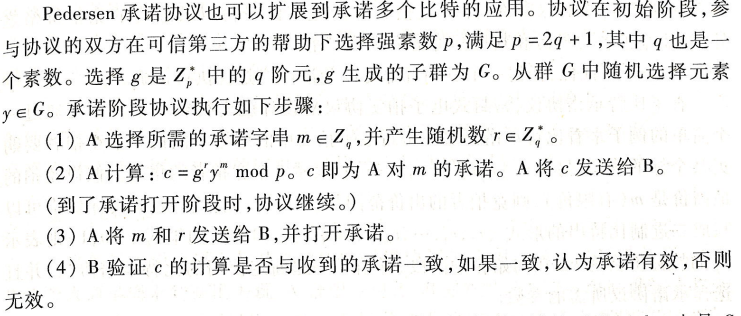 Pedersen 承诺协议也可以扩展到承诺多个比特的应用。协议在初始阶段,参
与协议的双方在可信第三方的帮助下选择强素数 p,满足 p=2q+1,其中 q 也是一
个素数。选择 g 是 Z_p^* 中的 q 阶元,g 生成的子群为 G。从群 G 中随机选择元素
y∈G。承诺阶段协议执行如下步骤:
(1) A 选择所需的承诺字串 m∈Z_q,并产生随机数 r∈Z_q^*。
(2) A 计算:c=g^r y^m mod p。c 即为 A 对 m 的承诺。A 将 c 发送给 B。
(到了承诺打开阶段时,协议继续。)
(3) A 将 m 和 r 发送给 B,并打开承诺。
(4) B 验证 c 的计算是否与收到的承诺一致,如果一致,认为承诺有效,否则
无效。